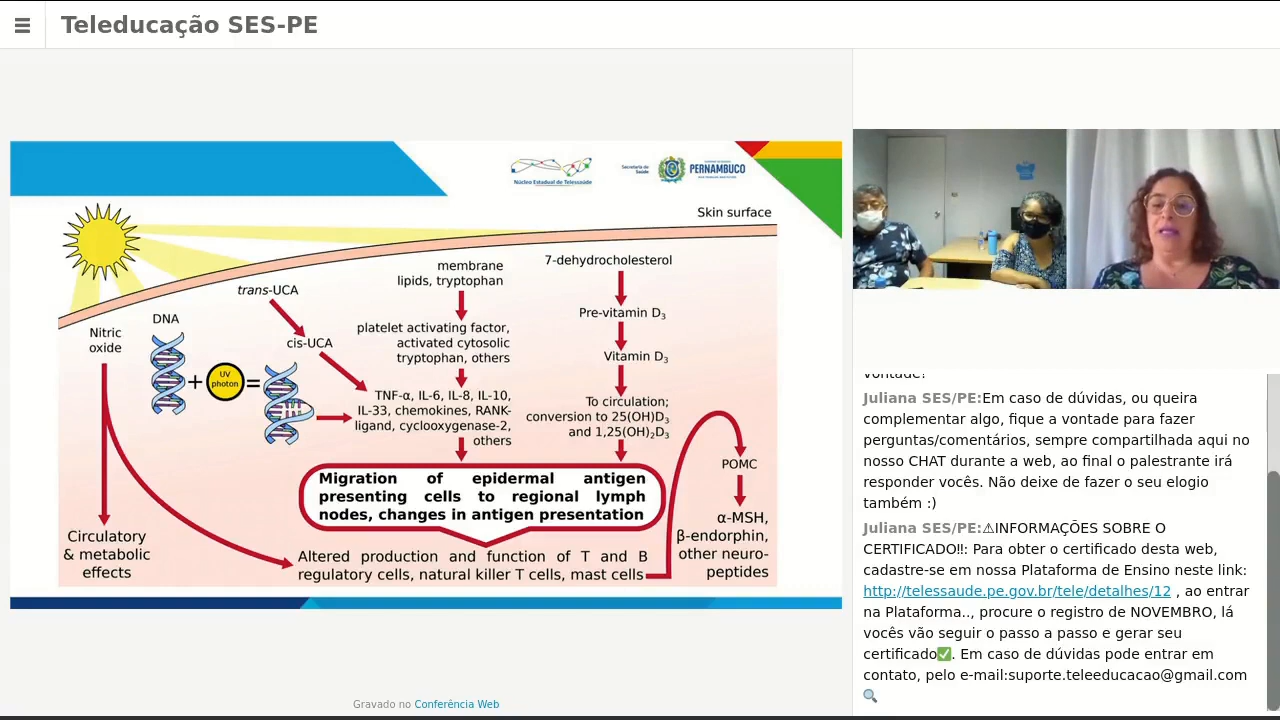 Teleducação SES-PE
Núcleo Estadual de Telessaúde
Secretaria de
Saúde
PERNAMBUCO
Skin surface
membrane
lipids, tryptophan
7-dehydrocholesterol
trans-UCA
Pre-vitamin D₃
DNA
Nitric
oxide
platelet activating factor,
activated cytosolic
tryptophan, others
cis-UCA
Vitamin D₃
UV
photon
+
=
TNF-α, IL-6, IL-8, IL-10,
IL-33, chemokines, RANK-
ligand, cyclooxygenase-2,
others
To circulation;
conversion to 25(OH)D₃
and 1,25(OH)₂D₃
Migration of epidermal antigen
presenting cells to regional lymph
nodes, changes in antigen presentation
POMC
α-MSH,
β-endorphin,
other neuro-
peptides
Circulatory
& metabolic
effects
Altered production and function of T and B
regulatory cells, natural killer T cells, mast cells
Gravado no Conferência Web
vontade!
Juliana SES/PE:Em caso de dúvidas, ou queira
complementar algo, fique a vontade para fazer
perguntas/comentários, sempre compartilhada aqui no
nosso CHAT durante a web, ao final o palestrante irá
responder vocês. Não deixe de fazer o seu elogio
também :)
Juliana SES/PE:⚠INFORMAÇÕES SOBRE O
CERTIFICADO‼: Para obter o certificado desta web,
cadastre-se em nossa Plataforma de Ensino neste link:
http://telessaude.pe.gov.br/tele/detalhes/12 , ao entrar
na Plataforma.., procure o registro de NOVEMBRO, lá
vocês vão seguir o passo a passo e gerar seu
certificado✅. Em caso de dúvidas pode entrar em
contato, pelo e-mail:suporte.teleeducacao@gmail.com
🔍